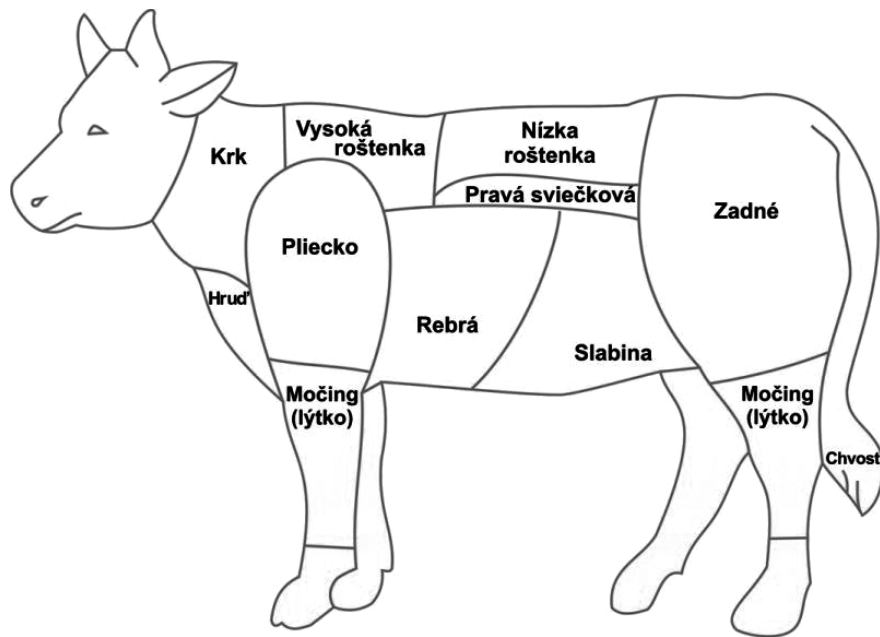 Krk
Vysoká
roštenka
Nízka
roštenka
Pravá sviečková
Zadné
Pliecko
Hruď
Rebrá
Slabina
Močing
(lýtko)
Močing
(lýtko)
Chvost